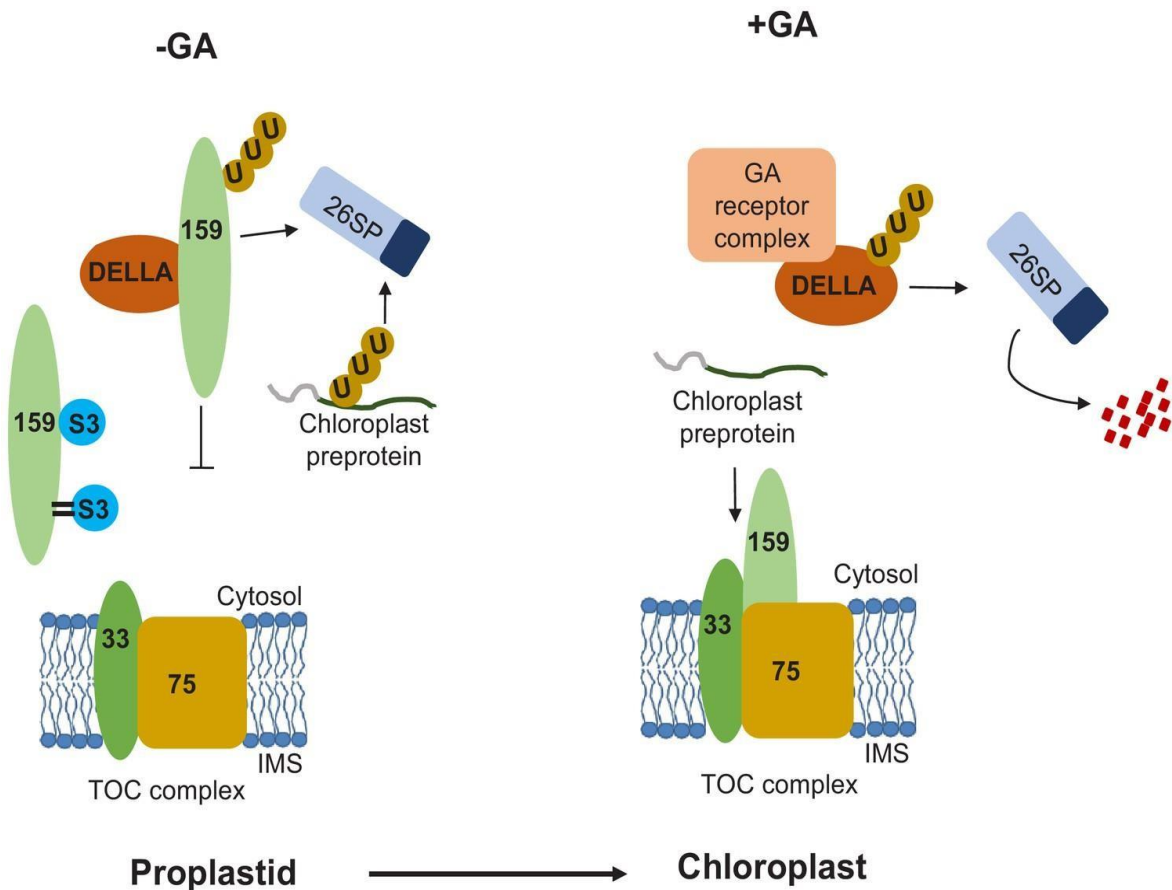 -GA
U
U
U
159
26SP
DELLA
U
U
U
Chloroplast
preprotein
159
S3
S3
Cytosol
33
75
IMS
TOC complex
Proplastid
+GA
GA
receptor
complex
U
U
U
DELLA
26SP
Chloroplast
preprotein
159
Cytosol
33
75
IMS
TOC complex
Chloroplast